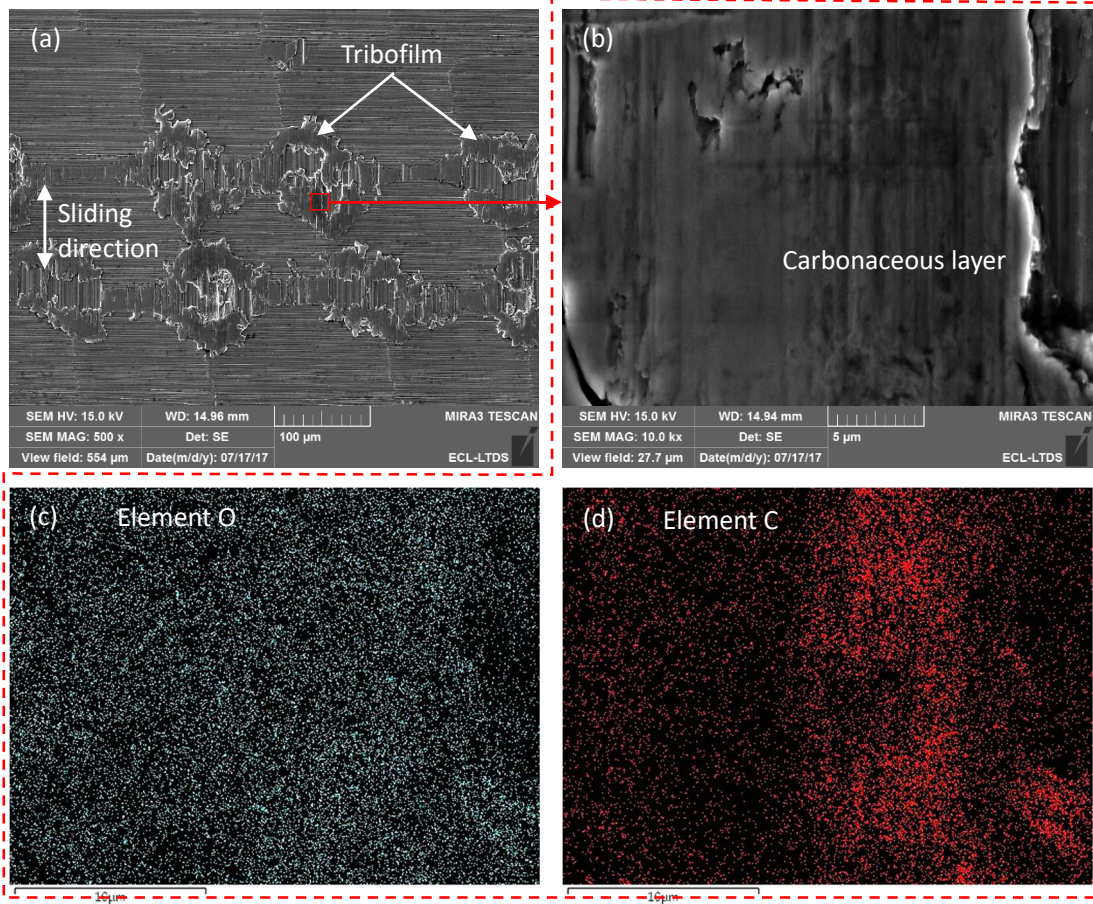 (a)
Tribofilm
Sliding
direction
SEM HV: 15.0 kV
WD: 14.96 mm
MIRA3 TESCAN
SEM MAG: 500 x
Det: SE
100 µm
View field: 554 µm
Date(m/d/y): 07/17/17
ECL-LTDS
(b)
Carbonaceous layer
SEM HV: 15.0 kV
WD: 14.94 mm
MIRA3 TESCAN
SEM MAG: 10.0 kx
Det: SE
5 µm
View field: 27.7 µm
Date(m/d/y): 07/17/17
ECL-LTDS
(c)
Element O
10µm
(d)
Element C
10µm